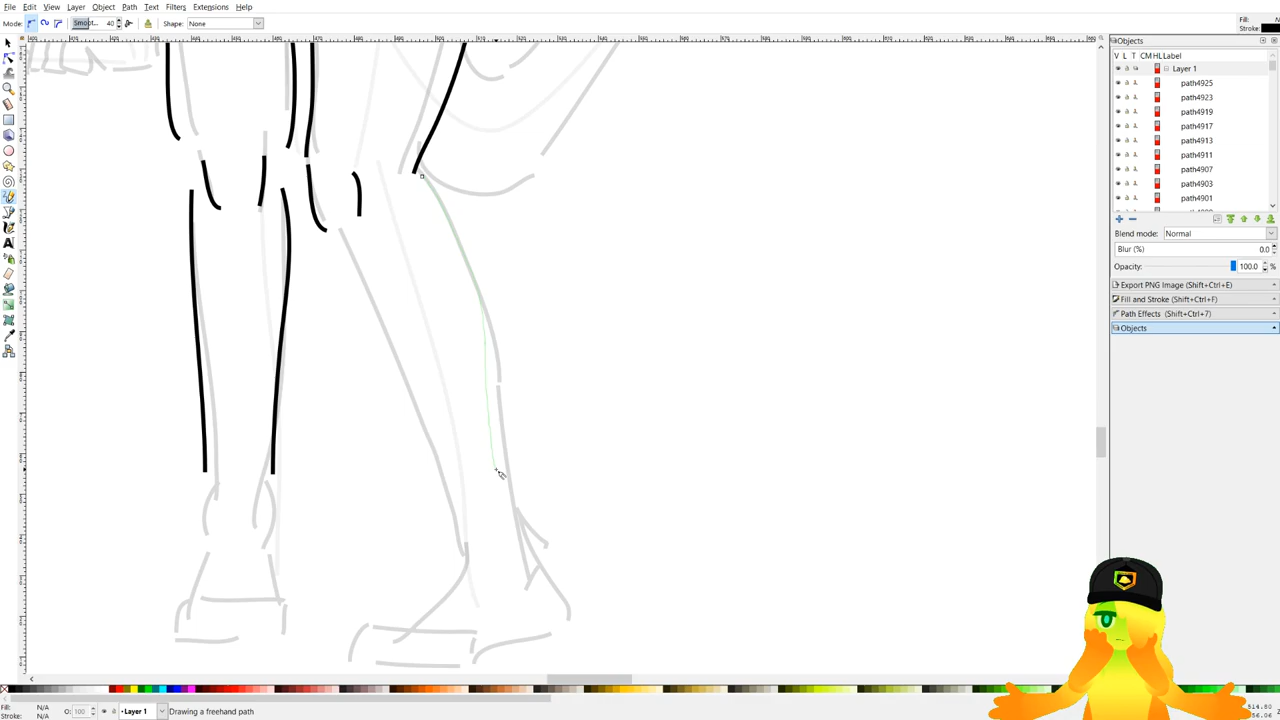 File Edit View Layer Object Path Text Filters Extensions Help
Mode: Smoot... 40 Shape: None Fill:
Stroke:
Objects
V L T CM HL Label
Layer 1
path4925
path4923
path4919
path4917
path4913
path4911
path4907
path4903
path4901
Blend mode: Normal
Blur (%) 0.0
Opacity: 100.0 %
Export PNG Image (Shift+Ctrl+E)
Fill and Stroke (Shift+Ctrl+F)
Path Effects (Shift+Ctrl+7)
Objects
Fill: N/A
Stroke: N/A
O: 100 Layer 1 Drawing a freehand path